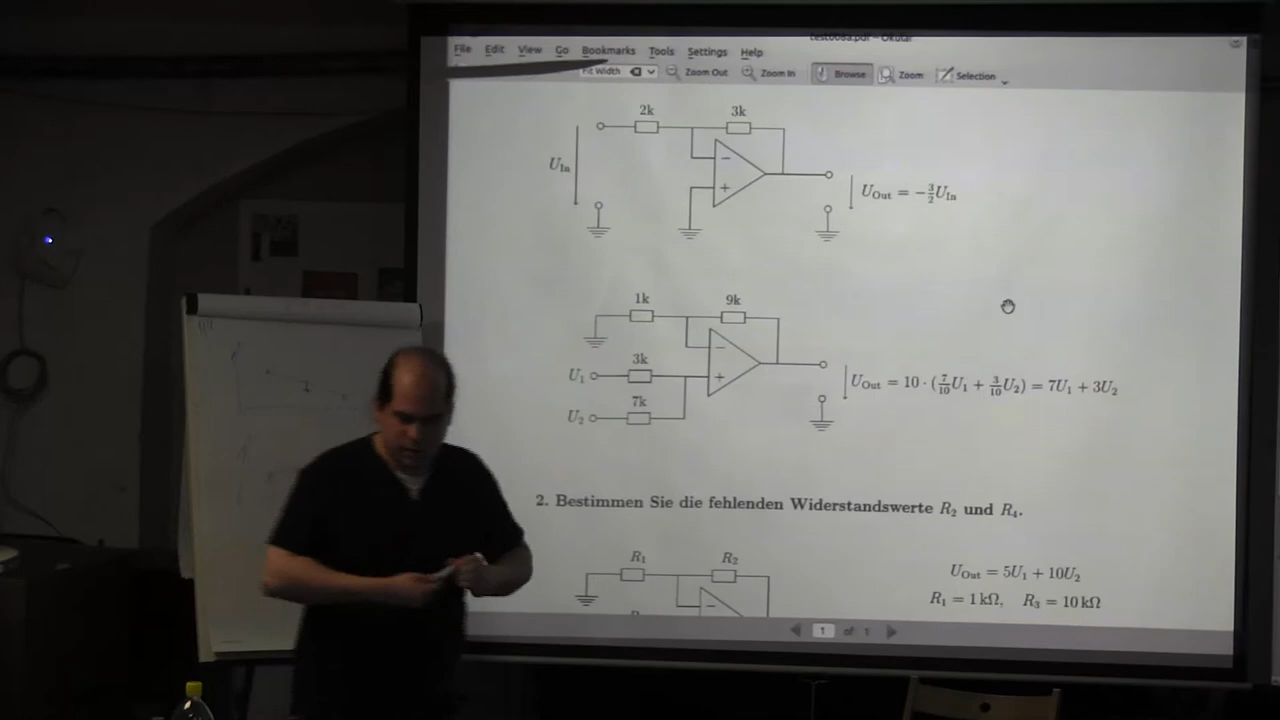 File Edit View Go Bookmarks Tools Settings Help
Fit Width Zoom Out Zoom In Browse Zoom Selection
2k 3k
U_In
−
+
U_Out = −3/2 U_In
1k 9k
−
3k
U_1
+
U_Out = 10 · (7/10 U_1 + 3/10 U_2) = 7U_1 + 3U_2
7k
U_2
2. Bestimmen Sie die fehlenden Widerstandswerte R_2 und R_4.
R_1 R_2
U_Out = 5U_1 + 10U_2
−
R_1 = 1 kΩ, R_3 = 10 kΩ
1 of 1